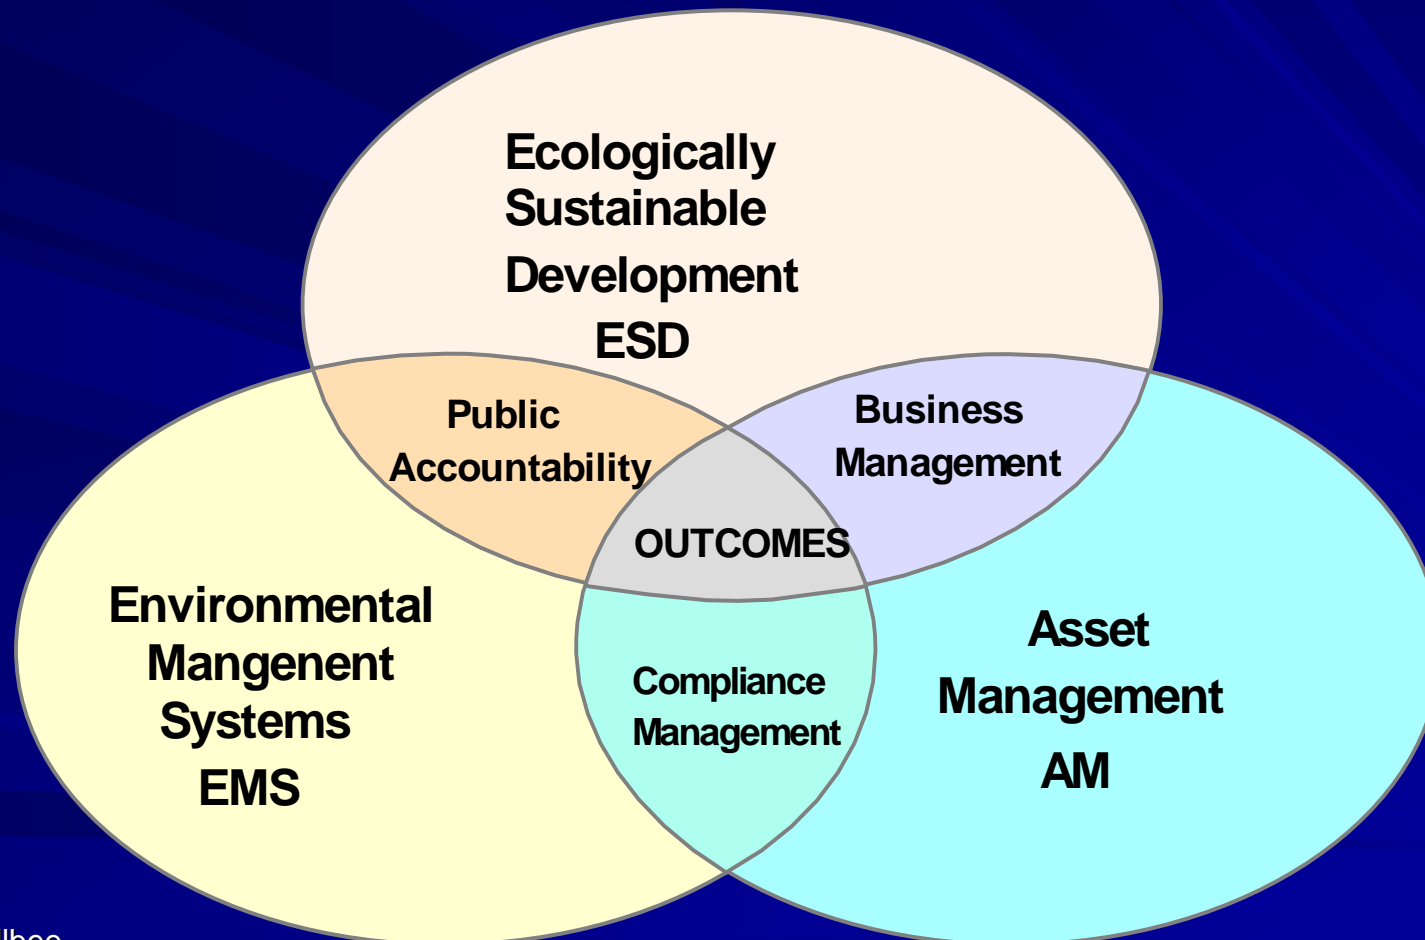 Ecologically
Sustainable
Development
ESD
Public
Accountability
Business
Management
OUTCOMES
Environmental
Mangenent
Systems
EMS
Compliance
Management
Asset
Management
AM